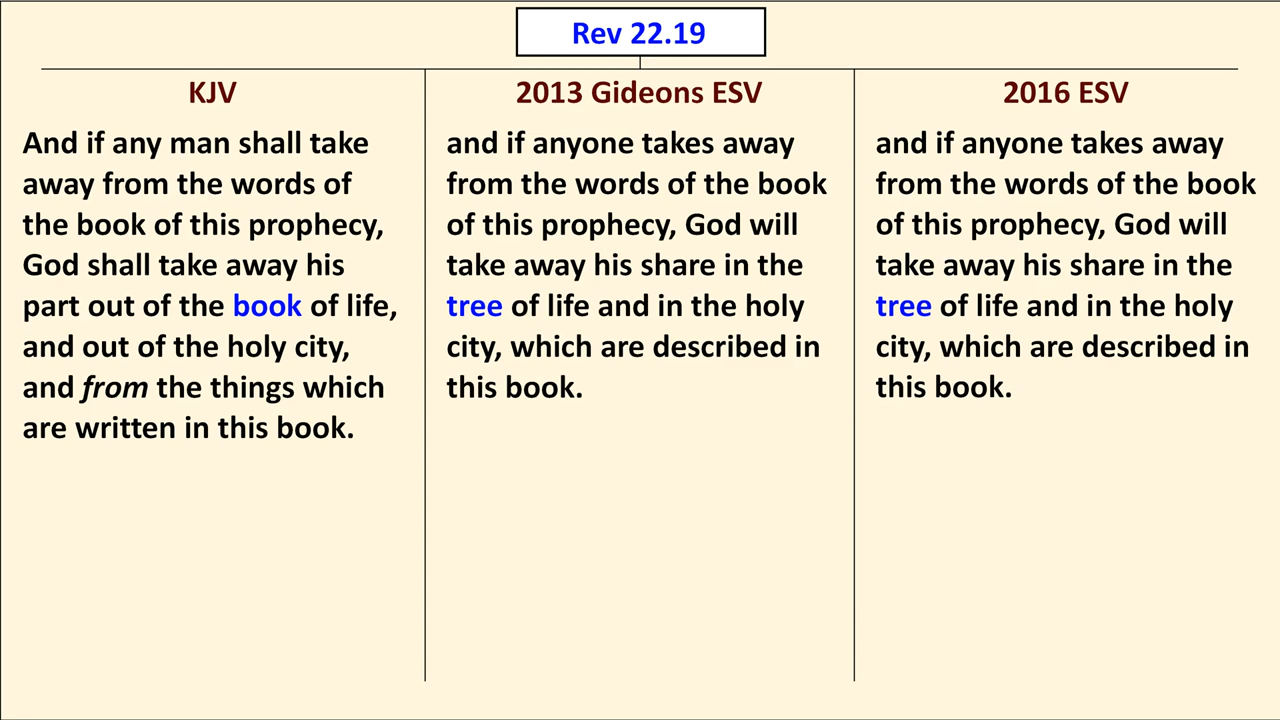 Rev 22.19
KJV
And if any man shall take
away from the words of
the book of this prophecy,
God shall take away his
part out of the book of life,
and out of the holy city,
and from the things which
are written in this book.
2013 Gideons ESV
and if anyone takes away
from the words of the book
of this prophecy, God will
take away his share in the
tree of life and in the holy
city, which are described in
this book.
2016 ESV
and if anyone takes away
from the words of the book
of this prophecy, God will
take away his share in the
tree of life and in the holy
city, which are described in
this book.